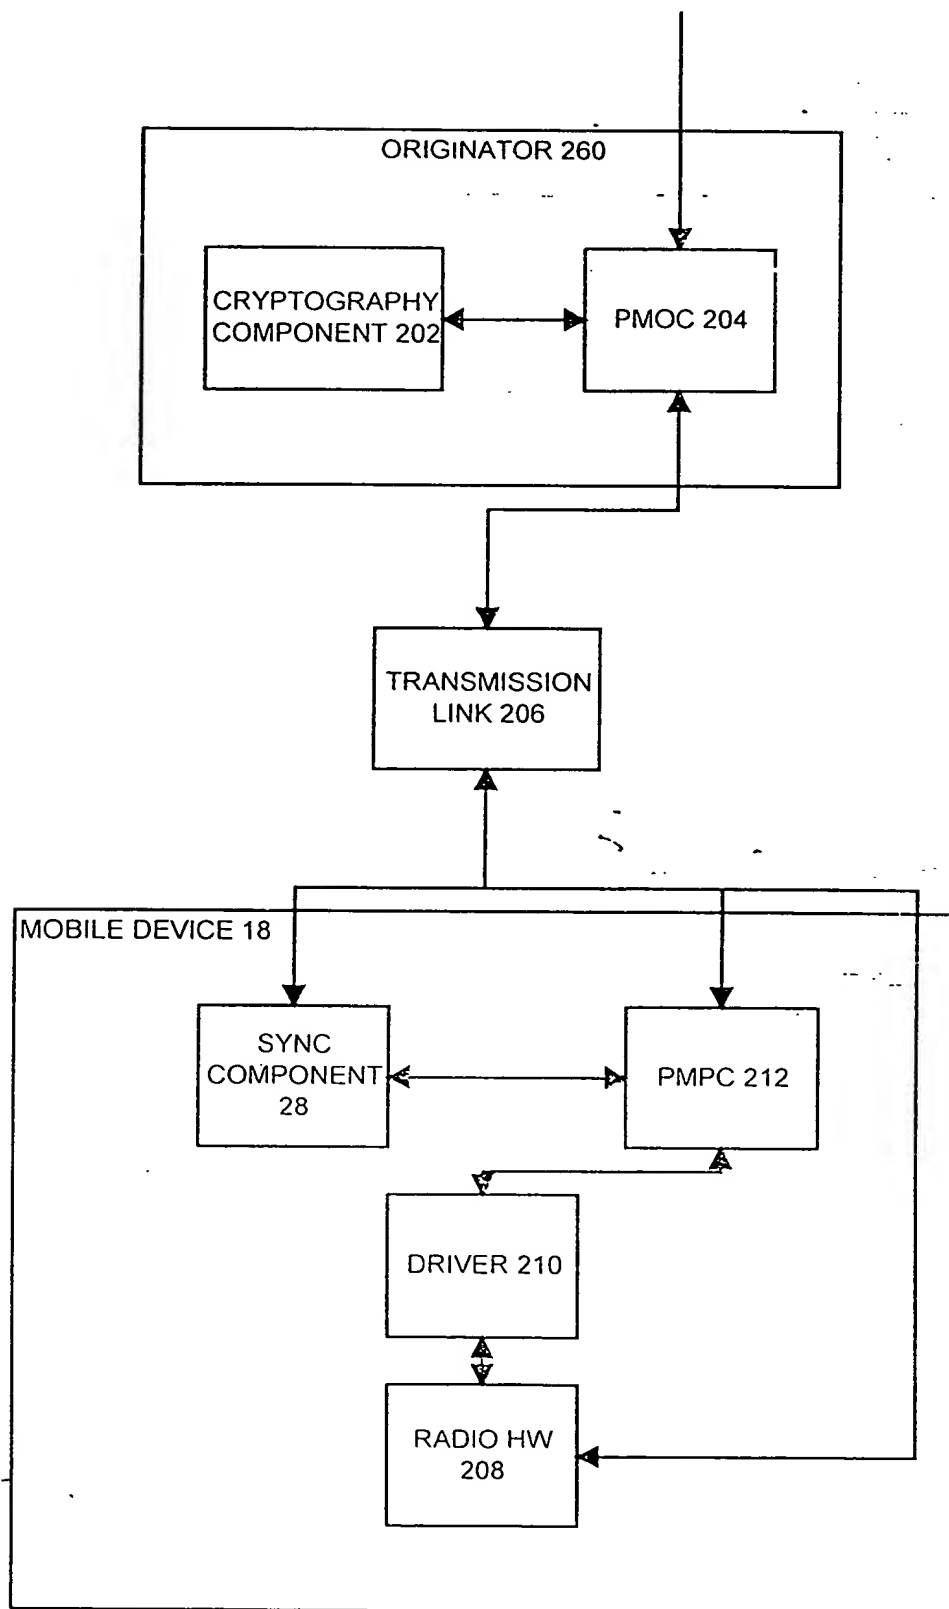 ORIGINATOR 260
CRYPTOGRAPHY
COMPONENT 202
PMOC 204
TRANSMISSION
LINK 206
MOBILE DEVICE 18
SYNC
COMPONENT
28
PMPC 212
DRIVER 210
RADIO HW
208